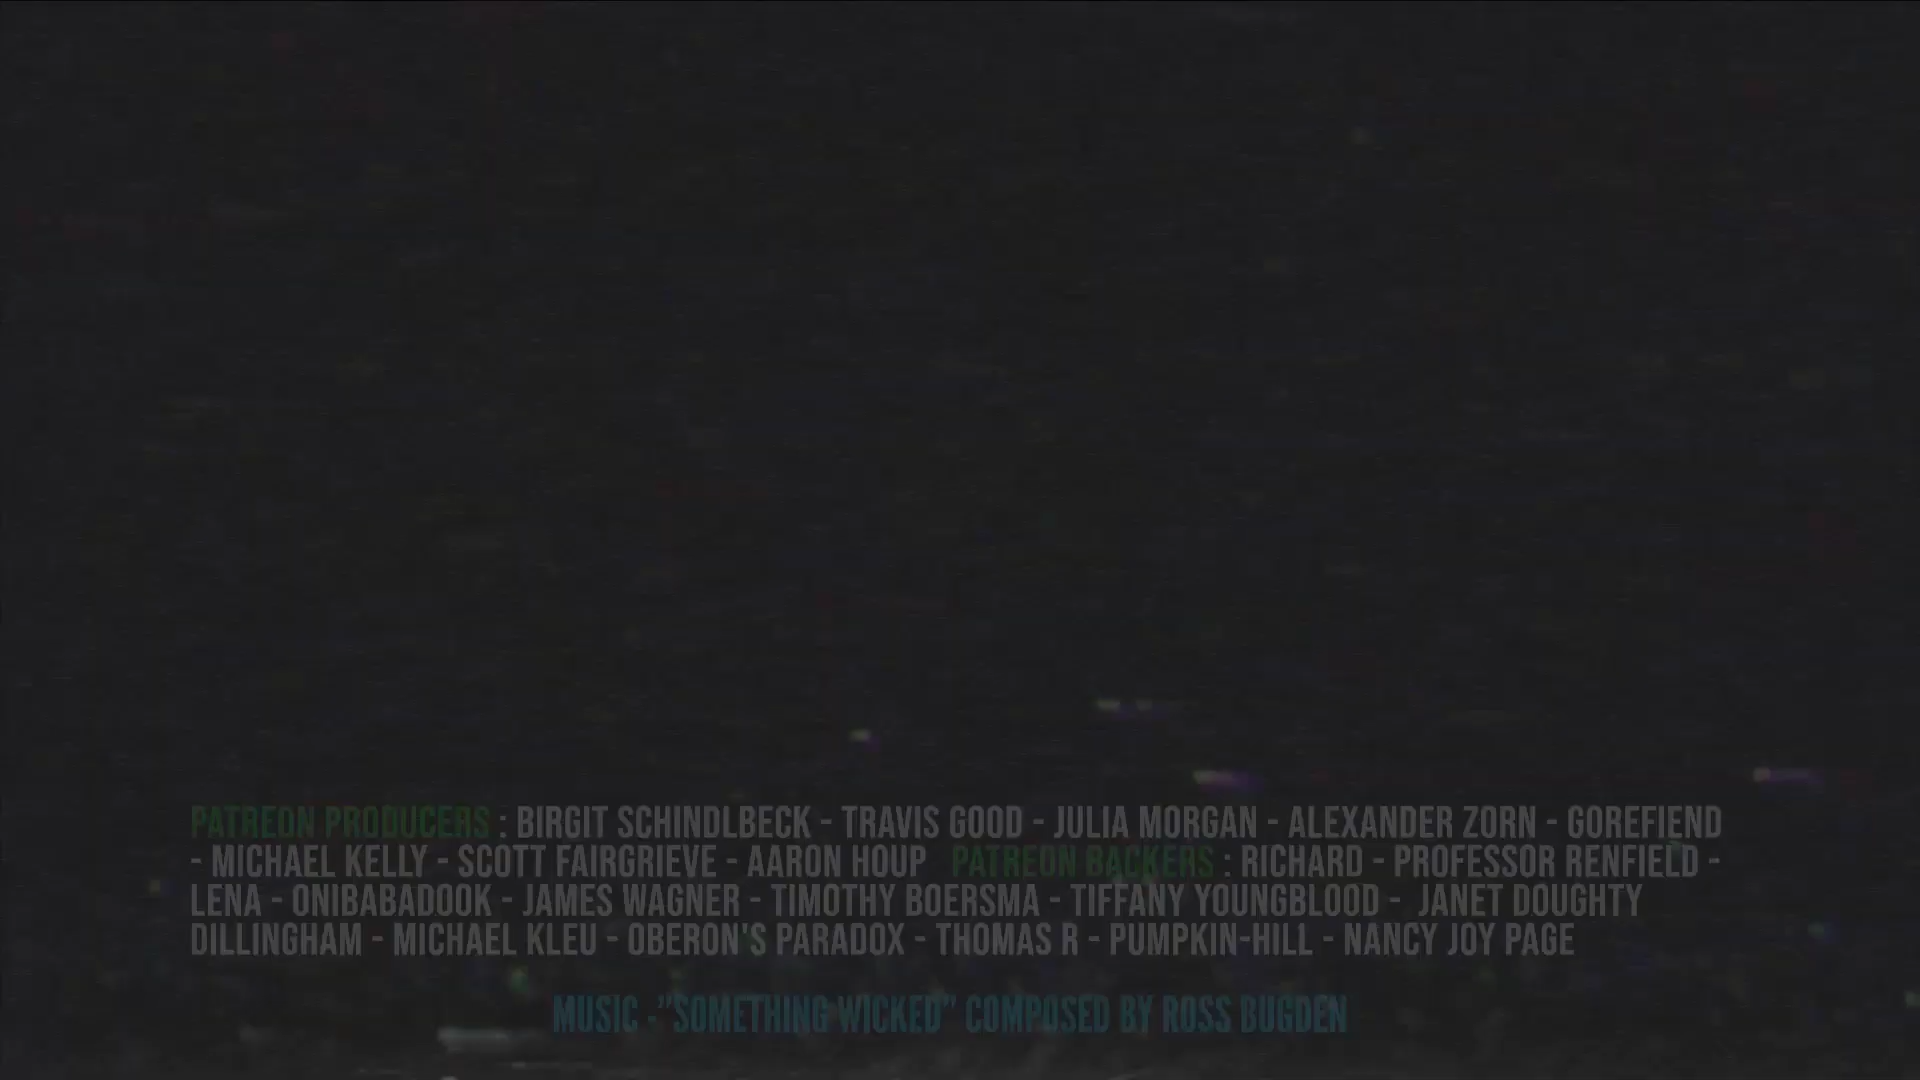 PATREON PRODUCERS : BIRGIT SCHINDLBECK - TRAVIS GOOD - JULIA MORGAN - ALEXANDER ZORN - GOREFIEND
- MICHAEL KELLY - SCOTT FAIRGRIEVE - AARON HOUP PATREON BACKERS : RICHARD - PROFESSOR RENFIELD -
LENA - ONIBABADOOK - JAMES WAGNER - TIMOTHY BOERSMA - TIFFANY YOUNGBLOOD - JANET DOUGHTY
DILLINGHAM - MICHAEL KLEU - OBERON'S PARADOX - THOMAS R - PUMPKIN-HILL - NANCY JOY PAGE
MUSIC -"SOMETHING WICKED" COMPOSED BY ROSS BUGDEN